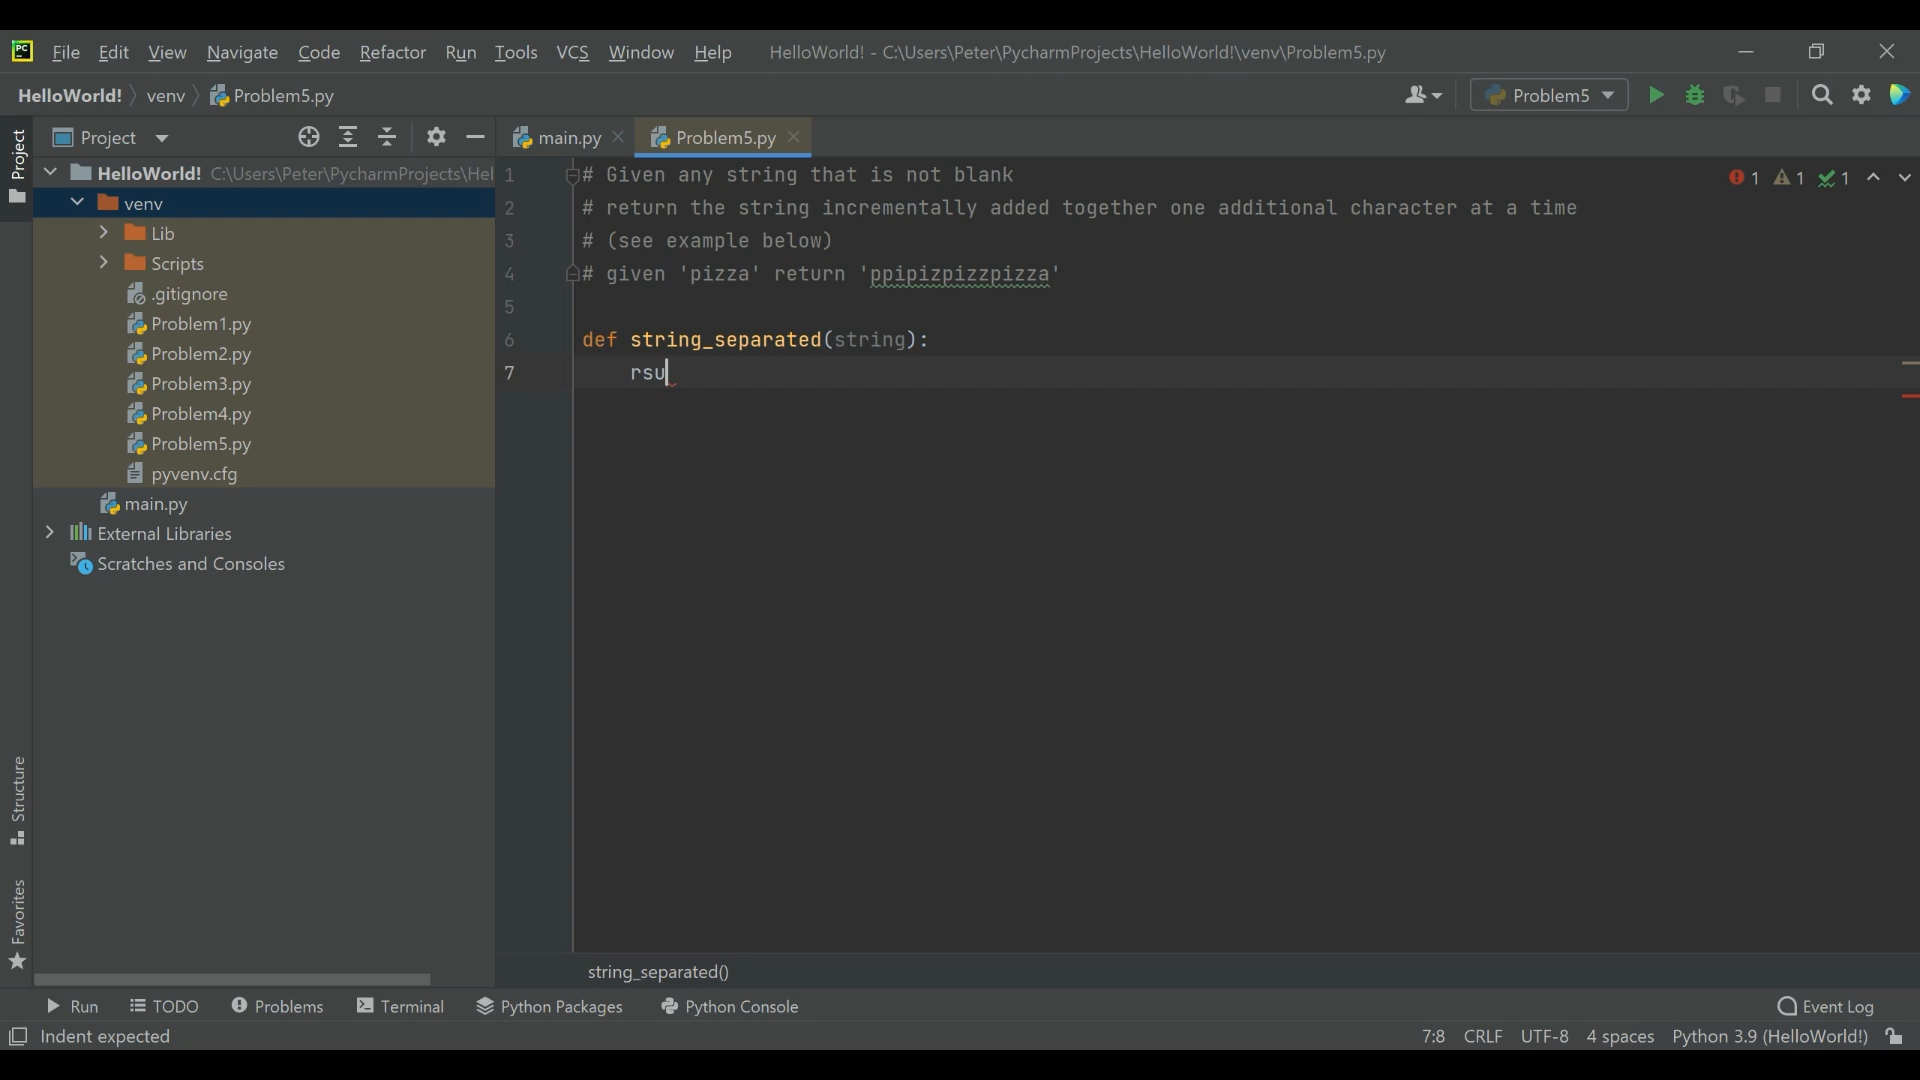 PC File Edit View Navigate Code Refactor Run Tools VCS Window Help HelloWorld! - C:\Users\Peter\PycharmProjects\HelloWorld!\venv\Problem5.py
HelloWorld! venv Problem5.py Problem5
Project
Project
main.py Problem5.py
HelloWorld! C:\Users\Peter\PycharmProjects\Hel
venv
Lib
Scripts
.gitignore
Problem1.py
Problem2.py
Problem3.py
Problem4.py
Problem5.py
pyvenv.cfg
main.py
External Libraries
Scratches and Consoles
1 # Given any string that is not blank
2 # return the string incrementally added together one additional character at a time
3 # (see example below)
4 # given 'pizza' return 'ppipizpizzpizza'
5
6 def string_separated(string):
7 rsu
1 1 1
Structure
Favorites
string_separated()
Run TODO Problems Terminal Python Packages Python Console Event Log
Indent expected 7:8 CRLF UTF-8 4 spaces Python 3.9 (HelloWorld!)